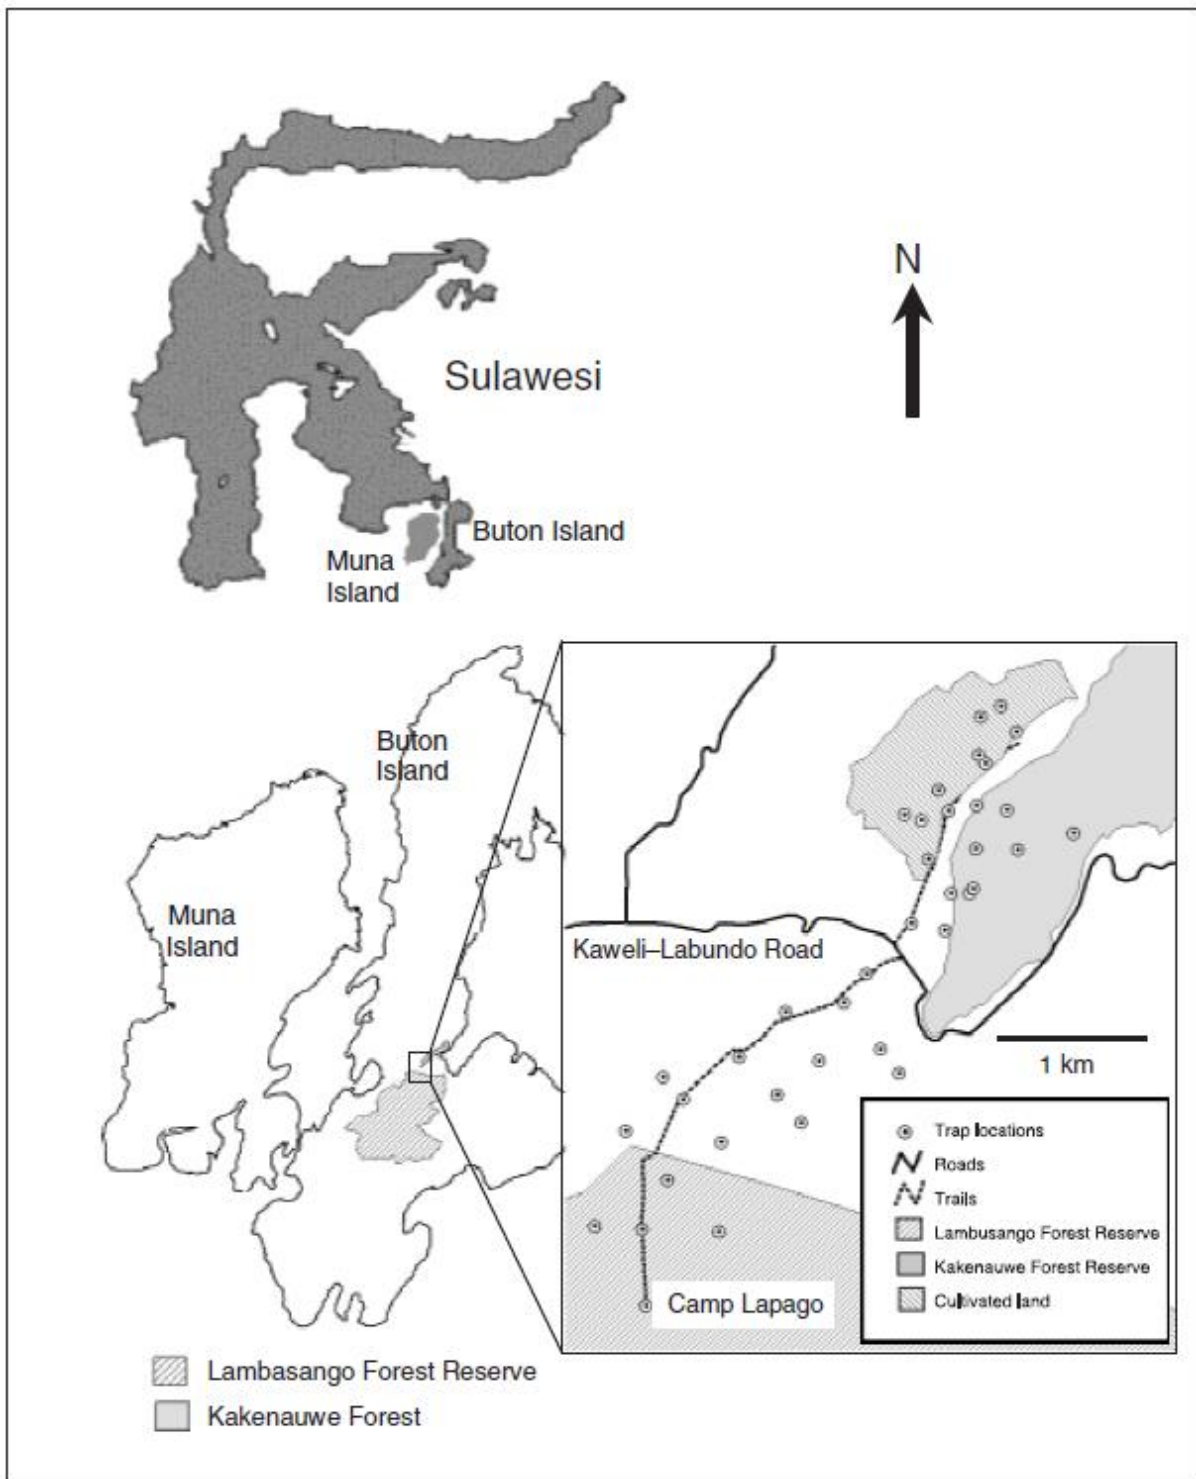 N
Sulawesi
Buton Island
Muna
Island
Buton
Island
Muna
Island
Kaweli–Labundo Road
1 km
Trap locations
Roads
Trails
Lambusango Forest Reserve
Kakenauwe Forest Reserve
Cultivated land
Camp Lapago
Lambasango Forest Reserve
Kakenauwe Forest